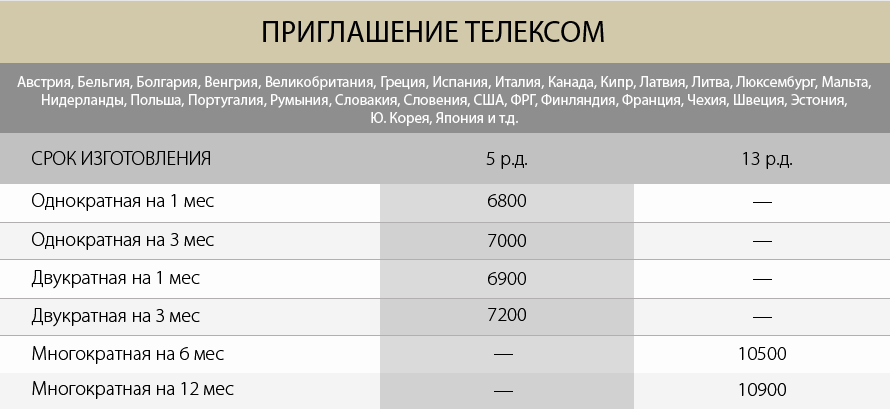 ПРИГЛАШЕНИЕ ТЕЛЕКСОМ
Австрия, Бельгия, Болгария, Венгрия, Великобритания, Греция, Испания, Италия, Канада, Кипр, Латвия, Литва, Люксембург, Мальта,
Нидерланды, Польша, Португалия, Румыния, Словакия, Словения, США, ФРГ, Финляндия, Франция, Чехия, Швеция, Эстония,
Ю. Корея, Япония и т.д.
СРОК ИЗГОТОВЛЕНИЯ 5 р.д. 13 р.д.
Однократная на 1 мес 6800 —
Однократная на 3 мес 7000 —
Двукратная на 1 мес 6900 —
Двукратная на 3 мес 7200 —
Многократная на 6 мес — 10500
Многократная на 12 мес — 10900